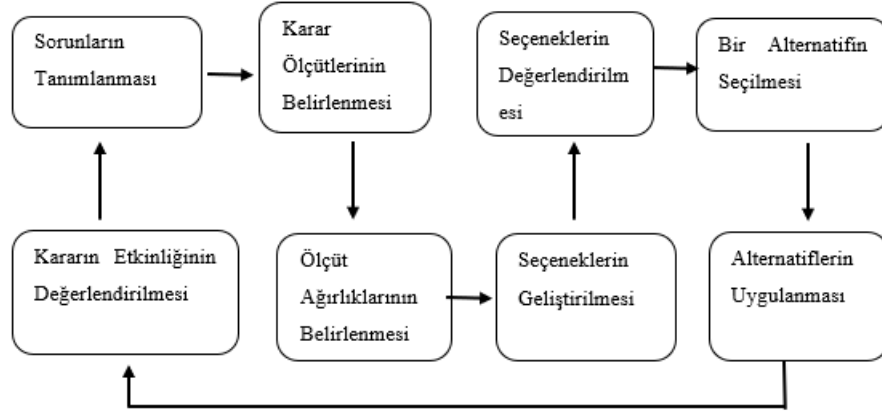 Sorunların
Tanımlanması
Karar
Ölçütlerinin
Belirlenmesi
Seçeneklerin
Değerlendirilm
esi
Bir Alternatifin
Seçilmesi
Kararın Etkinliğinin
Değerlendirilmesi
Ölçüt
Ağırlıklarının
Belirlenmesi
Seçeneklerin
Geliştirilmesi
Alternatiflerin
Uygulanması